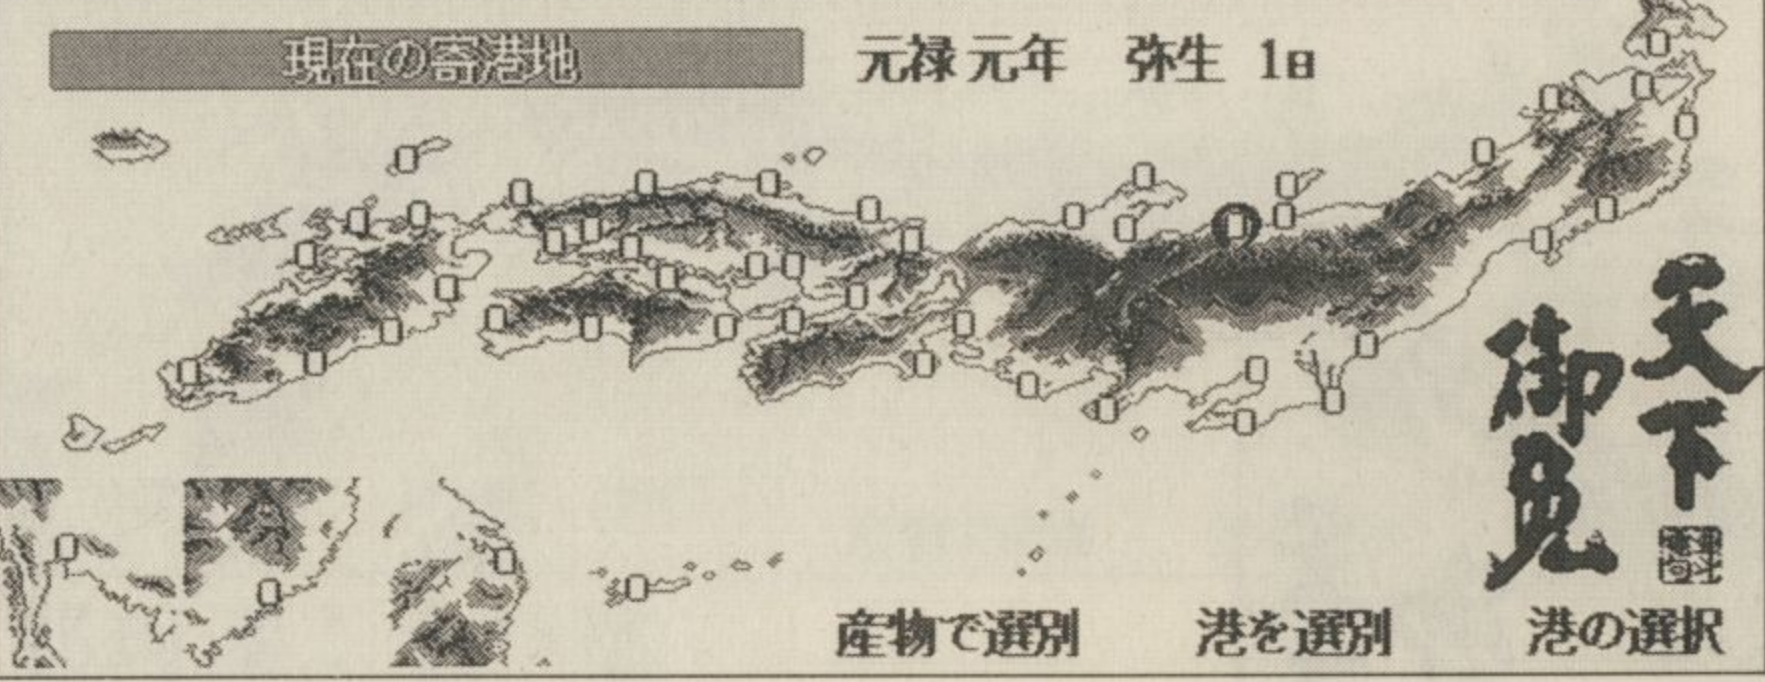 現在の寄港地
元禄元年 弥生 1日
天下
御免
産物で選別 港を選別 港の選択